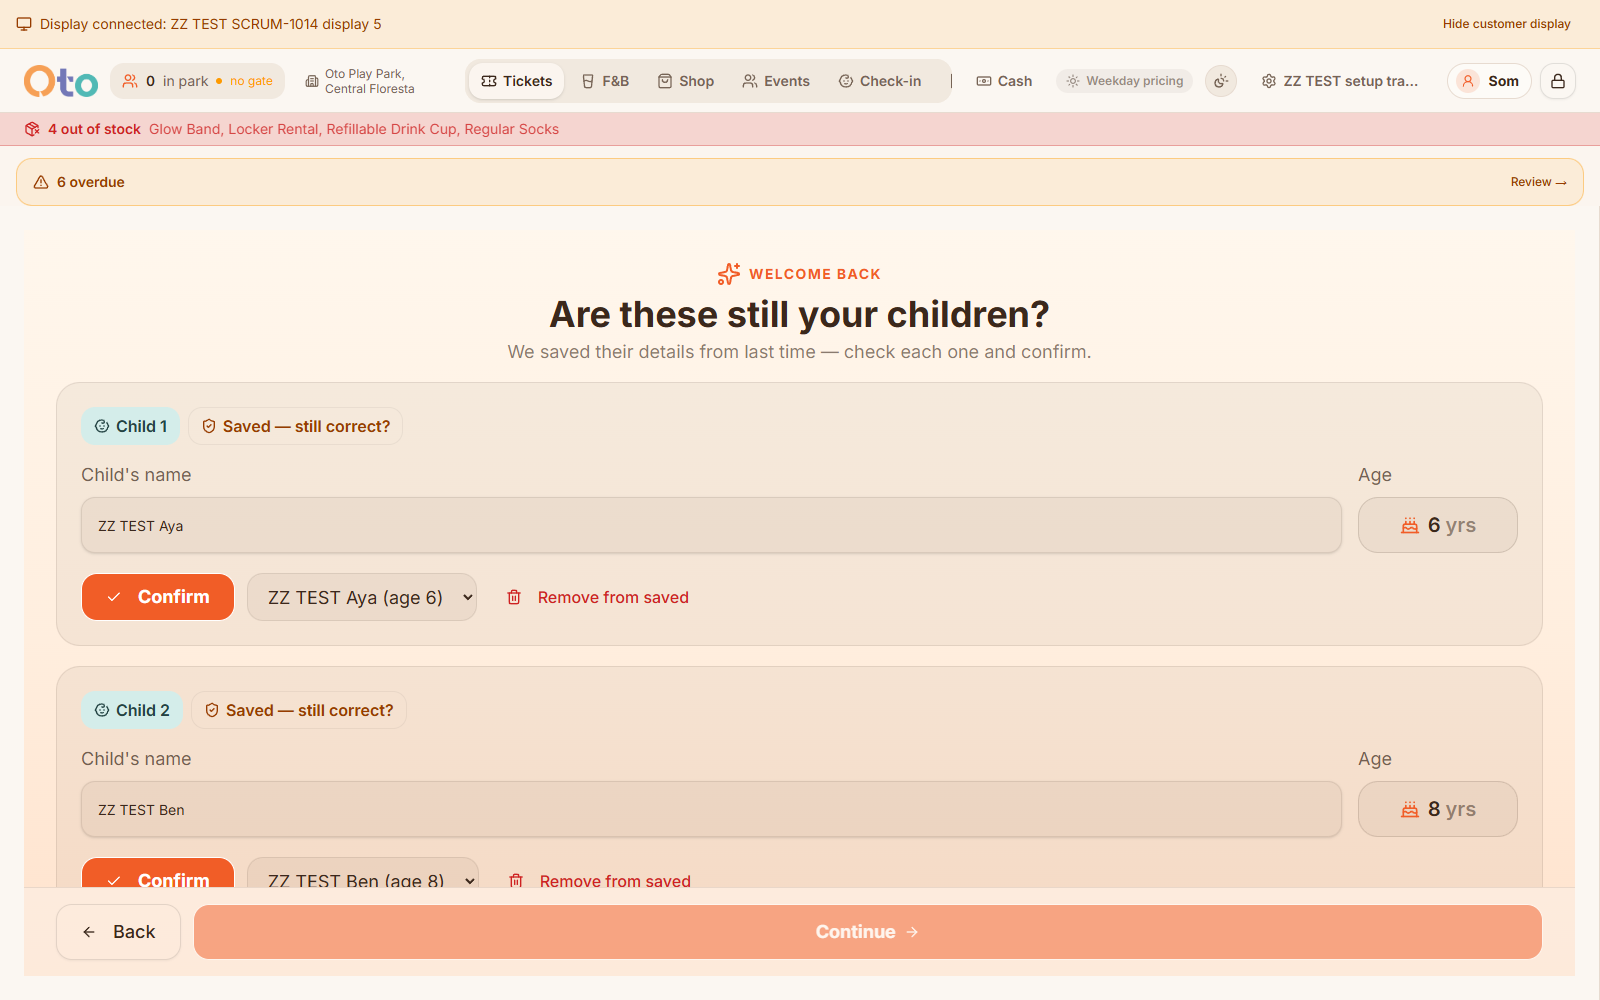 Display connected: ZZ TEST SCRUM-1014 display 5
Hide customer display
Oto
0 in park • no gate
Oto Play Park,
Central Floresta
Tickets
F&B
Shop
Events
Check-in
Cash
Weekday pricing
ZZ TEST setup tra...
Som
4 out of stock Glow Band, Locker Rental, Refillable Drink Cup, Regular Socks
6 overdue
Review →
WELCOME BACK
Are these still your children?
We saved their details from last time — check each one and confirm.
Child 1
Saved — still correct?
Child's name
Age
ZZ TEST Aya
6 yrs
Confirm
ZZ TEST Aya (age 6)
Remove from saved
Child 2
Saved — still correct?
Child's name
Age
ZZ TEST Ben
8 yrs
Confirm
ZZ TEST Ben (age 8)
Remove from saved
← Back
Continue →